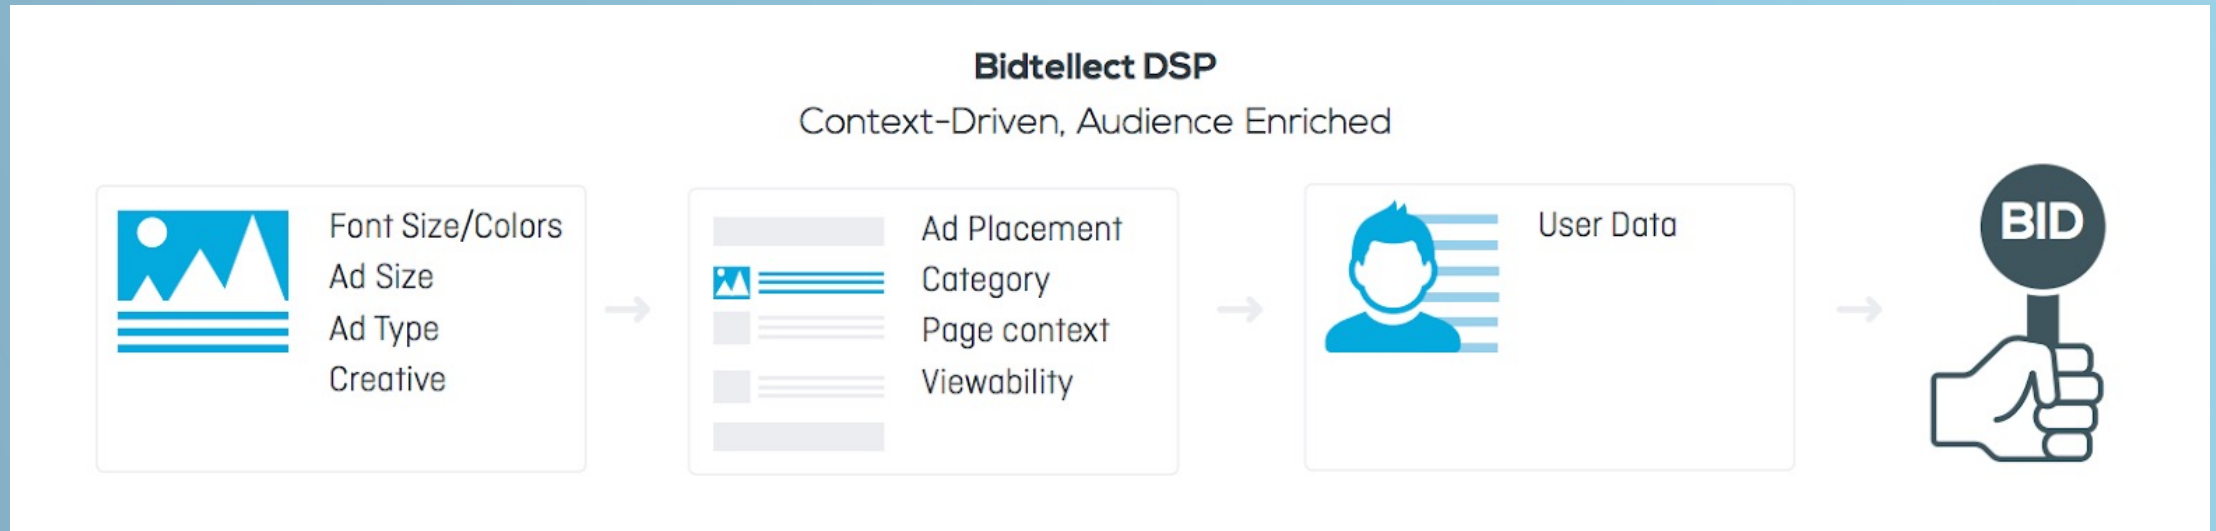 Bidtellect DSP
Context-Driven, Audience Enriched
Font Size/Colors
Ad Size
Ad Type
Creative
Ad Placement
Category
Page context
Viewability
User Data
BID